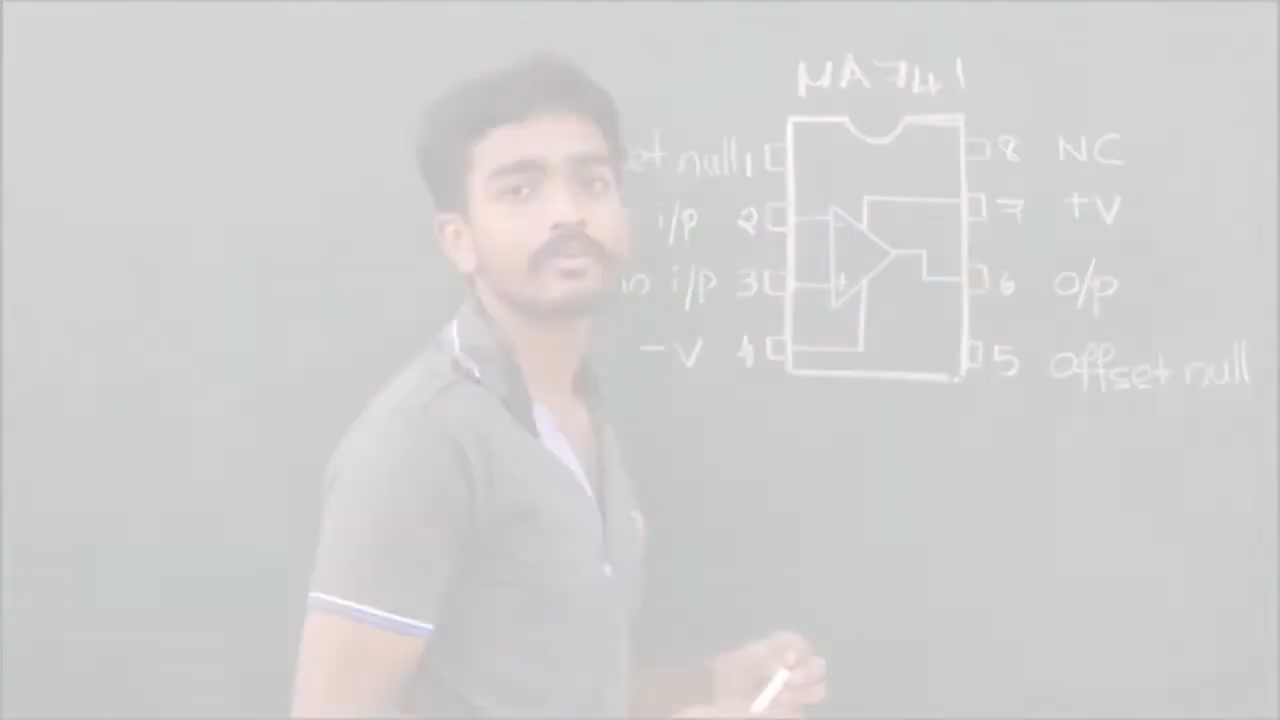 μA741
et null 1 8 NC
i/p 2 - 7 +V
n i/p 3 + 6 o/p
-V 4 5 offset null